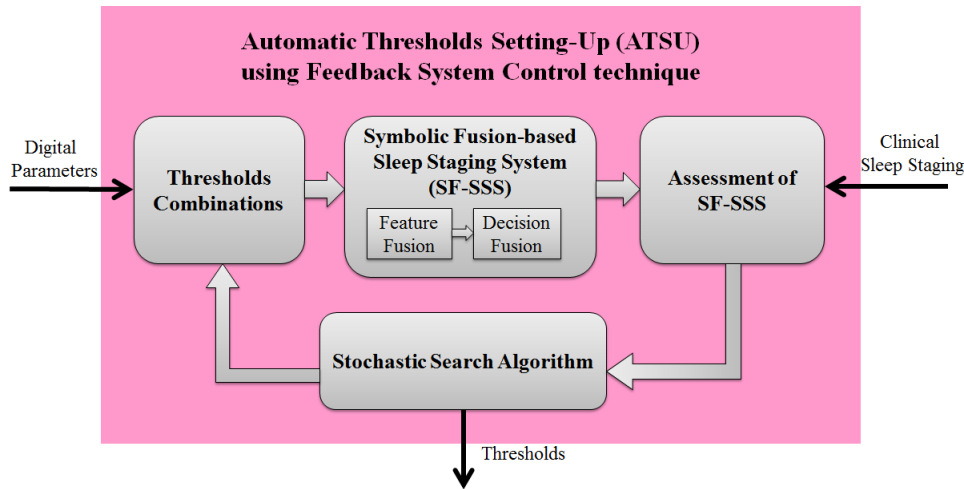 Automatic Thresholds Setting-Up (ATSU)
using Feedback System Control technique
Digital
Parameters
Thresholds
Combinations
Symbolic Fusion-based
Sleep Staging System
(SF-SSS)
Feature
Fusion
Decision
Fusion
Assessment of
SF-SSS
Clinical
Sleep Staging
Stochastic Search Algorithm
Thresholds